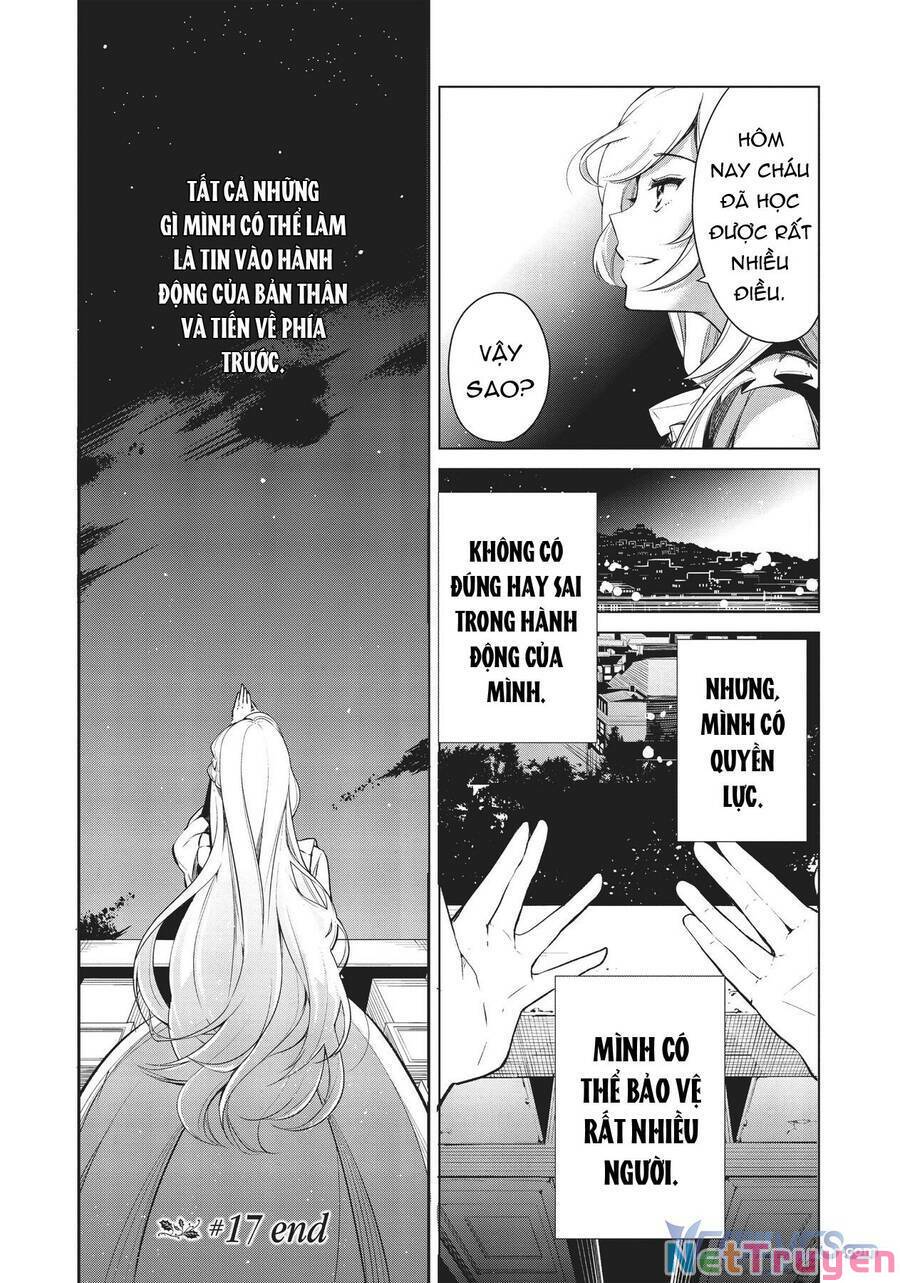 HÔM
NAY CHÁU
ĐÃ HỌC
ĐƯỢC RẤT
NHIỀU
ĐIỀU.
VẬY
SAO?
KHÔNG CÓ
ĐÚNG HAY SAI
TRONG HÀNH
ĐỘNG CỦA
MÌNH.
NHƯNG,
MÌNH CÓ
QUYỀN
LỰC.
MÌNH CÓ
THỂ BẢO VỆ
RẤT NHIỀU
NGƯỜI.
TẤT CẢ NHỮNG
GÌ MÌNH CÓ THỂ LÀM
LÀ TIN VÀO HÀNH
ĐỘNG CỦA BẢN THÂN
VÀ TIẾN VỀ PHÍA
TRƯỚC.
#17 end
NetTruyen